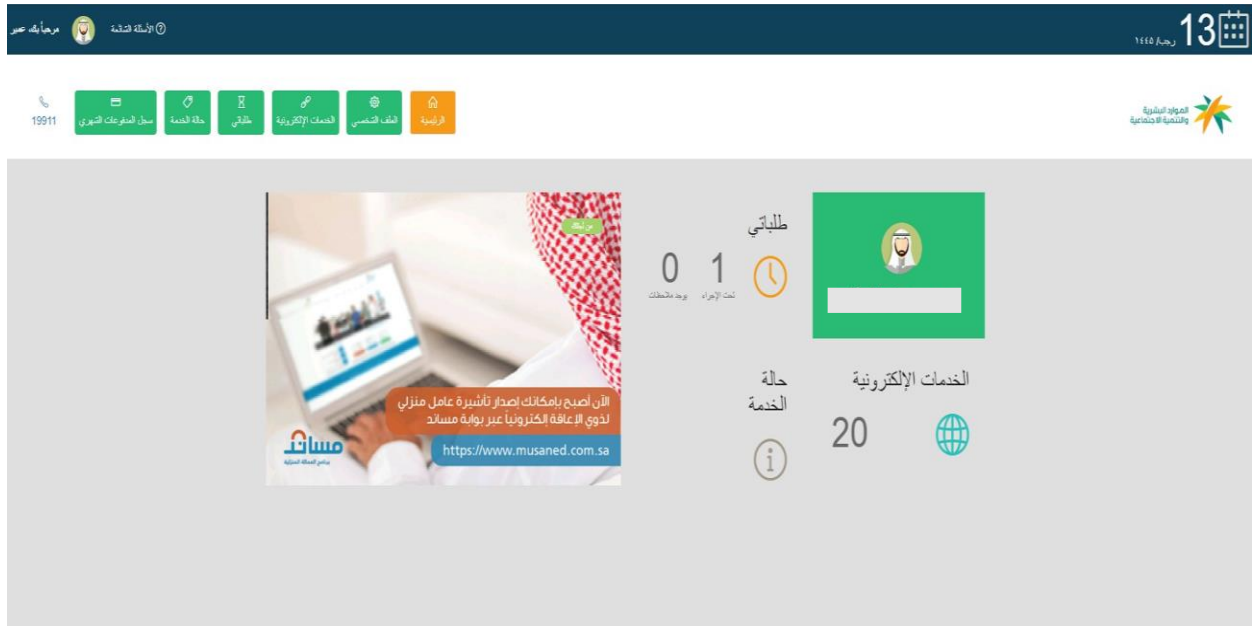 13
رجب/ ١٤٤٥
الأسئلة الشائعة
مرحباً بك، عبير
الموارد البشرية
والتنمية الاجتماعية
الرئيسية
الملف الشخصي
الخدمات الإلكترونية
طلباتي
حالة الخدمة
سجل المدفوعات الشهري
19911
طلباتي
1
تحت الإجراء
0
يوجد ملاحظات
الخدمات الإلكترونية
20
حالة
الخدمة
الآن أصبح بإمكانك إصدار تأشيرة عامل منزلي
لذوي الإعاقة إلكترونياً عبر بوابة مساند
https://www.musaned.com.sa
مساند